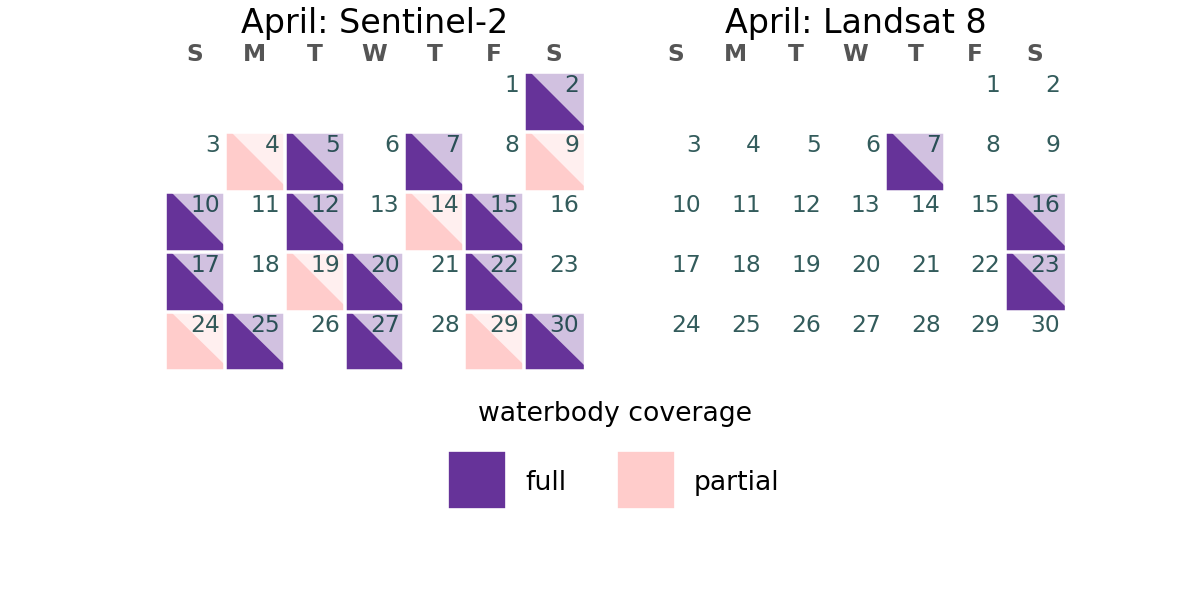 April: Sentinel-2
S M T W T F S
1 2
3 4 5 6 7 8 9
10 11 12 13 14 15 16
17 18 19 20 21 22 23
24 25 26 27 28 29 30
April: Landsat 8
S M T W T F S
1 2
3 4 5 6 7 8 9
10 11 12 13 14 15 16
17 18 19 20 21 22 23
24 25 26 27 28 29 30
waterbody coverage
full
partial